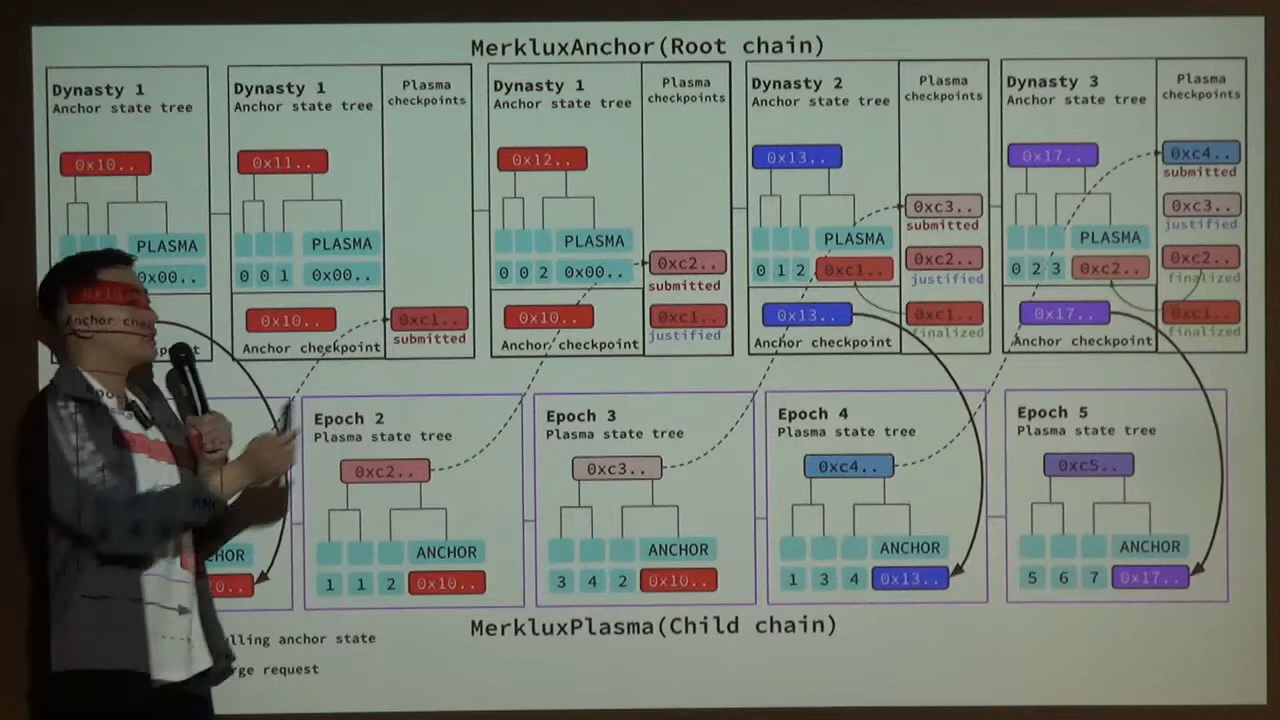 MerkluxAnchor(Root chain)
Dynasty 1
Anchor state tree
0x10..
PLASMA
0x00..
Dynasty 1
Anchor state tree
Plasma
checkpoints
0x11..
PLASMA
0 0 1 0x00..
0x10..
Anchor checkpoint
0xc1..
submitted
Dynasty 1
Anchor state tree
Plasma
checkpoints
0x12..
PLASMA
0 0 2 0x00..
0x10..
Anchor checkpoint
0xc2..
submitted
0xc1..
justified
Dynasty 2
Anchor state tree
Plasma
checkpoints
0x13..
PLASMA
0 1 2 0xc1..
0x13..
Anchor checkpoint
0xc3..
submitted
0xc2..
justified
0xc1..
finalized
Dynasty 3
Anchor state tree
Plasma
checkpoints
0x17..
PLASMA
0 2 3 0xc2..
0x17..
Anchor checkpoint
0xc4..
submitted
0xc3..
justified
0xc2..
finalized
0xc1..
finalized
Epoch 2
Plasma state tree
0xc2..
ANCHOR
1 1 2 0x10..
Epoch 3
Plasma state tree
0xc3..
ANCHOR
3 4 2 0x10..
Epoch 4
Plasma state tree
0xc4..
ANCHOR
1 3 4 0x13..
Epoch 5
Plasma state tree
0xc5..
ANCHOR
5 6 7 0x17..
MerkluxPlasma(Child chain)
anchor state
request